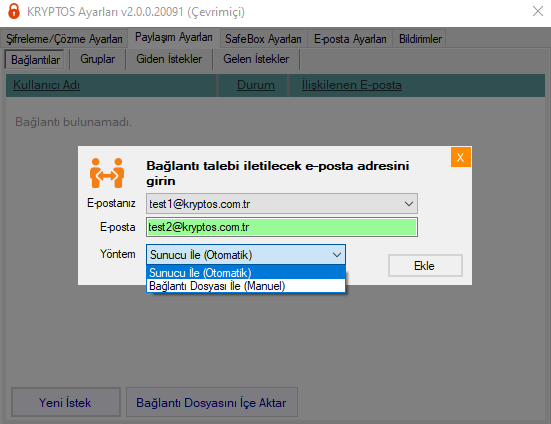 KRYPTOS Ayarları v2.0.0.20091 (Çevrimiçi)
Şifreleme/Çözme Ayarları Paylaşım Ayarları SafeBox Ayarları E-posta Ayarları Bildirimler
Bağlantılar Gruplar Giden İstekler Gelen İstekler
Kullanıcı Adı Durum İlişkilenen E-posta
Bağlantı bulunamadı.
Bağlantı talebi iletilecek e-posta adresini
girin
X
E-postanız test1@kryptos.com.tr
E-posta test2@kryptos.com.tr
Yöntem Sunucu İle (Otomatik)
Sunucu İle (Otomatik)
Bağlantı Dosyası İle (Manuel)
Ekle
Yeni İstek Bağlantı Dosyasını İçe Aktar